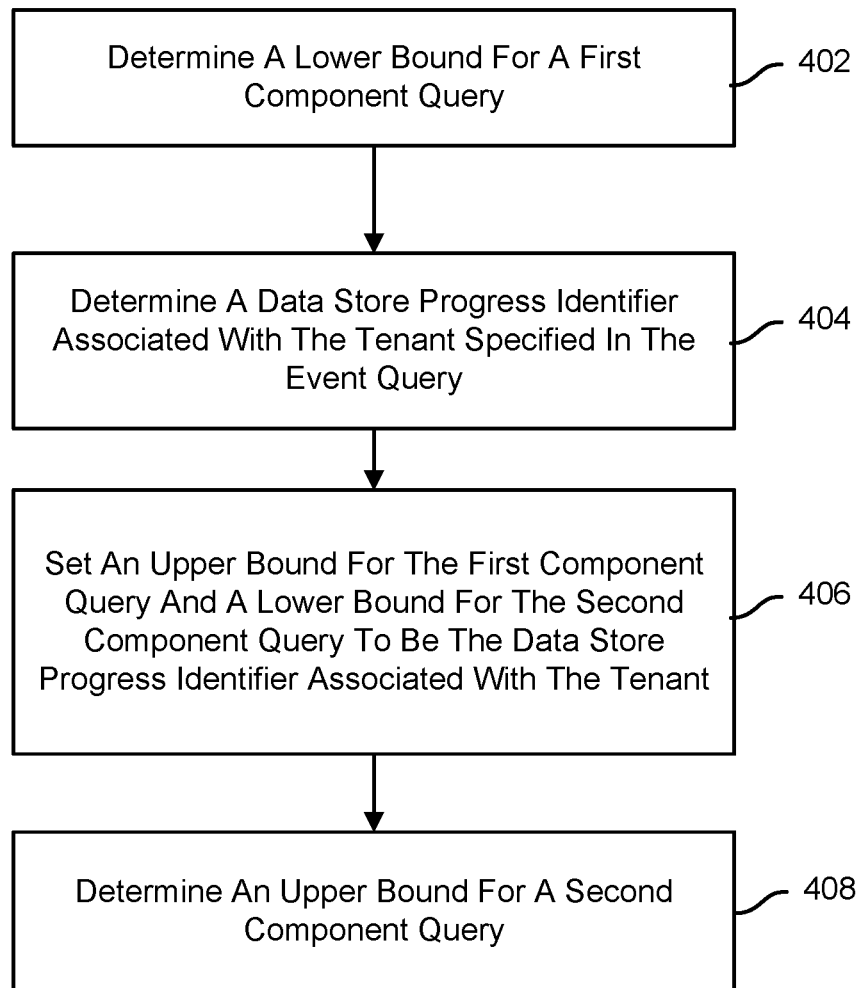 Determine A Lower Bound For A First
Component Query
402
Determine A Data Store Progress Identifier
Associated With The Tenant Specified In The
Event Query
404
Set An Upper Bound For The First Component
Query And A Lower Bound For The Second
Component Query To Be The Data Store
Progress Identifier Associated With The Tenant
406
Determine An Upper Bound For A Second
Component Query
408